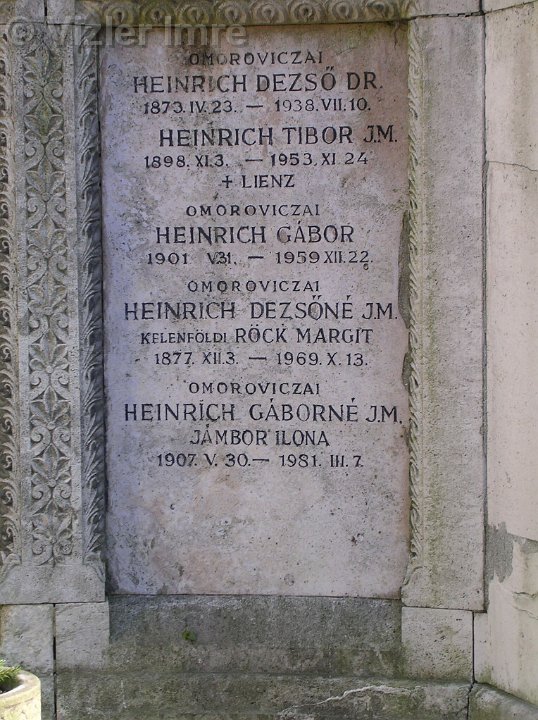 © Vizler Imre
OMOROVICZAI
HEINRICH DEZSŐ DR.
1873. IV. 23. — 1938. VII. 10.
HEINRICH TIBOR J.M.
1898. XI. 3. — 1953. XI. 24
+ LIENZ
OMOROVICZAI
HEINRICH GÁBOR
1901 V.31. — 1959 XII. 22.
OMOROVICZAI
HEINRICH DEZSŐNÉ J.M.
KELENFÖLDI RÖCK MARGIT
1877. XII. 3. — 1969. X. 13.
OMOROVICZAI
HEINRICH GÁBORNÉ J.M.
JÁMBOR ILONA
1907. V. 30. — 1981. III. 7.